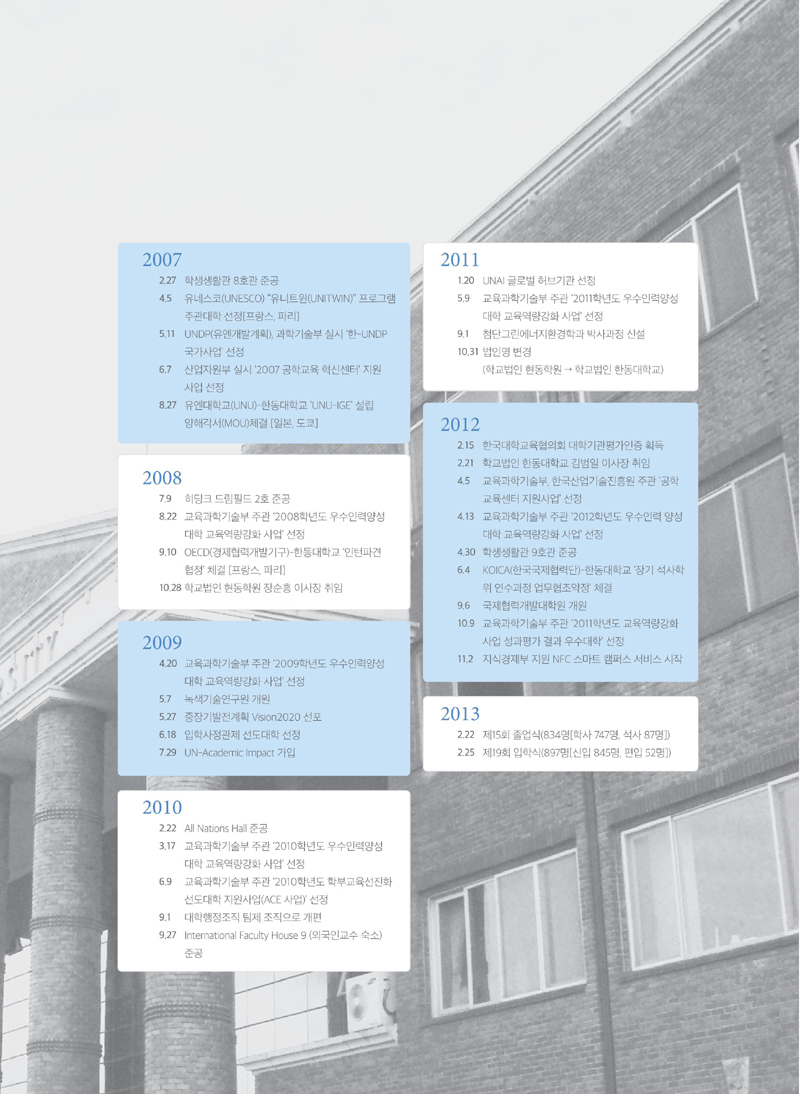 2007
2.27 학생생활관 8호관 준공
4.5 유네스코(UNESCO) “유니트윈(UNITWIN)” 프로그램
주관대학 선정[프랑스, 파리]
5.11 UNDP(유엔개발계획), 과학기술부 실시 ‘한-UNDP
국가사업’ 선정
6.7 산업자원부 실시 ‘2007 공학교육 혁신센터’ 지원
사업 선정
8.27 유엔대학교(UNU)-한동대학교 ‘UNU-IGE’ 설립
양해각서(MOU)체결 [일본, 도쿄]
2008
7.9 히딩크 드림필드 2호 준공
8.22 교육과학기술부 주관 ‘2008학년도 우수인력양성
대학 교육역량강화 사업’ 선정
9.10 OECD(경제협력개발기구)-한동대학교 ‘인턴파견
협정’ 체결 [프랑스, 파리]
10.28 학교법인 현동학원 장순흥 이사장 취임
2009
4.20 교육과학기술부 주관 ‘2009학년도 우수인력양성
대학 교육역량강화 사업’ 선정
5.7 녹색기술연구원 개원
5.27 중장기발전계획 Vision2020 선포
6.18 입학사정관제 선도대학 선정
7.29 UN-Academic Impact 가입
2010
2.22 All Nations Hall 준공
3.17 교육과학기술부 주관 ‘2010학년도 우수인력양성
대학 교육역량강화 사업’ 선정
6.9 교육과학기술부 주관 ‘2010학년도 학부교육선진화
선도대학 지원사업(ACE 사업)’ 선정
9.1 대학행정조직 팀제 조직으로 개편
9.27 International Faculty House 9 (외국인교수 숙소)
준공
2011
1.20 UNAI 글로벌 허브기관 선정
5.9 교육과학기술부 주관 ‘2011학년도 우수인력양성
대학 교육역량강화 사업’ 선정
9.1 첨단그린에너지환경학과 박사과정 신설
10.31 법인명 변경
(학교법인 현동학원 → 학교법인 한동대학교)
2012
2.15 한국대학교육협의회 대학기관평가인증 획득
2.21 학교법인 한동대학교 김범일 이사장 취임
4.5 교육과학기술부, 한국산업기술진흥원 주관 ‘공학
교육센터 지원사업’ 선정
4.13 교육과학기술부 주관 ‘2012학년도 우수인력 양성
대학 교육역량강화 사업’ 선정
4.30 학생생활관 9호관 준공
6.4 KOICA(한국국제협력단)-한동대학교 ‘장기 석사학
위 연수과정 업무협조약정’ 체결
9.6 국제협력개발대학원 개원
10.9 교육과학기술부 주관 ‘2011학년도 교육역량강화
사업 성과평가 결과 우수대학’ 선정
11.2 지식경제부 지원 NFC 스마트 캠퍼스 서비스 시작
2013
2.22 제15회 졸업식(834명[학사 747명, 석사 87명])
2.25 제19회 입학식(897명[신입 845명, 편입 52명])